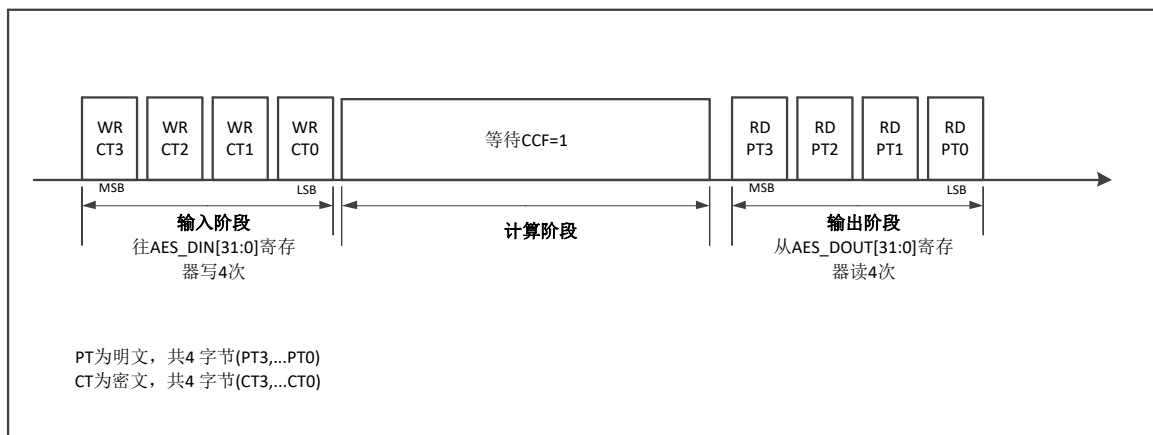 WR WR WR WR
CT3 CT2 CT1 CT0
等待CCF=1
RD RD RD RD
PT3 PT2 PT1 PT0
MSB LSB
MSB LSB
输入阶段
往AES_DIN[31:0]寄存
器写4次
计算阶段
输出阶段
从AES_DOUT[31:0]寄存
器读4次
PT为明文，共4 字节(PT3,...PT0)
CT为密文，共4 字节(CT3,...CT0)